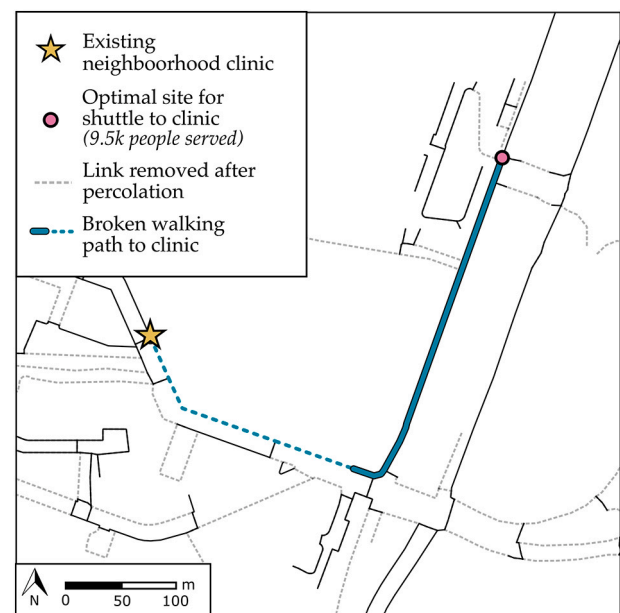 Existing
neighboorhood clinic
Optimal site for
shuttle to clinic
(9.5k people served)
Link removed after
percolation
Broken walking
path to clinic
N
m
0 50 100